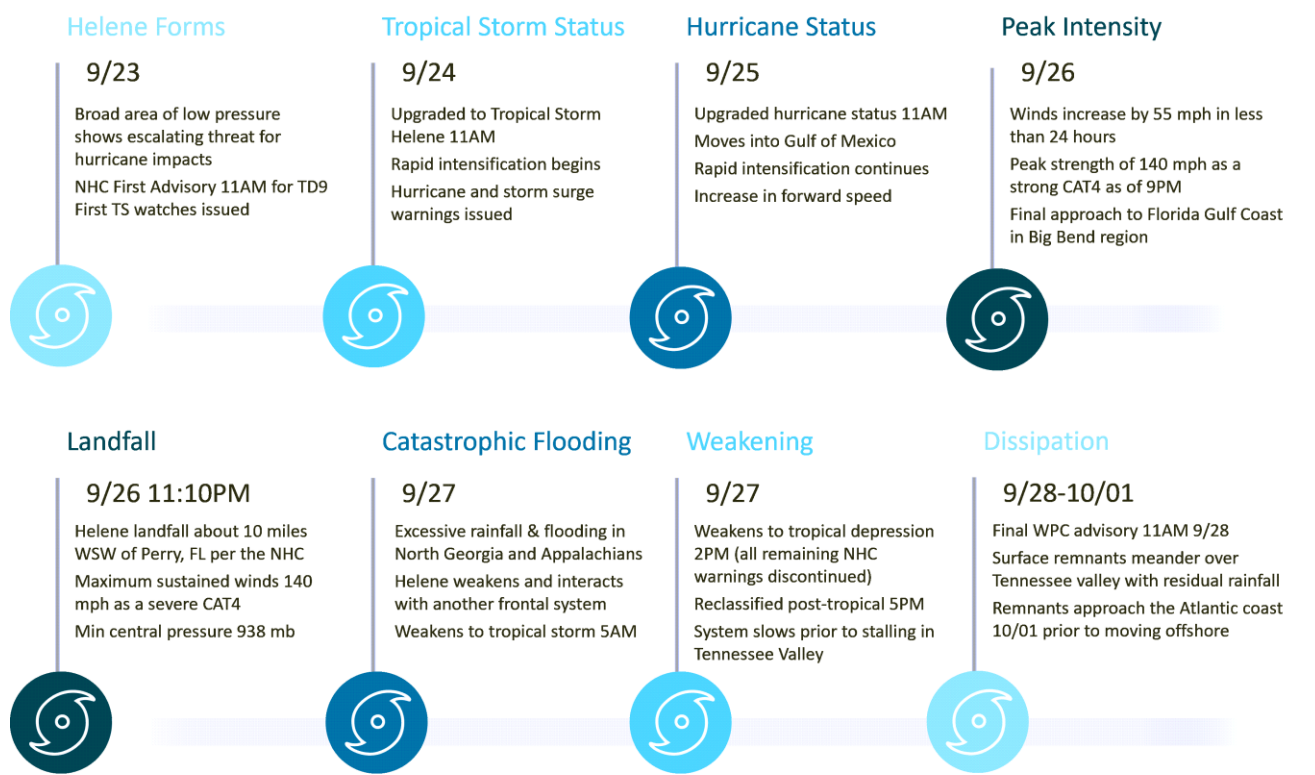 Helene Forms
9/23
Broad area of low pressure
shows escalating threat for
hurricane impacts
NHC First Advisory 11AM for TD9
First TS watches issued
Tropical Storm Status
9/24
Upgraded to Tropical Storm
Helene 11AM
Rapid intensification begins
Hurricane and storm surge
warnings issued
Hurricane Status
9/25
Upgraded hurricane status 11AM
Moves into Gulf of Mexico
Rapid intensification continues
Increase in forward speed
Peak Intensity
9/26
Winds increase by 55 mph in less
than 24 hours
Peak strength of 140 mph as a
strong CAT4 as of 9PM
Final approach to Florida Gulf Coast
in Big Bend region
Landfall
9/26 11:10PM
Helene landfall about 10 miles
WSW of Perry, FL per the NHC
Maximum sustained winds 140
mph as a severe CAT4
Min central pressure 938 mb
Catastrophic Flooding
9/27
Excessive rainfall & flooding in
North Georgia and Appalachians
Helene weakens and interacts
with another frontal system
Weakens to tropical storm 5AM
Weakening
9/27
Weakens to tropical depression
2PM (all remaining NHC
warnings discontinued)
Reclassified post-tropical 5PM
System slows prior to stalling in
Tennessee Valley
Dissipation
9/28-10/01
Final WPC advisory 11AM 9/28
Surface remnants meander over
Tennessee valley with residual rainfall
Remnants approach the Atlantic coast
10/01 prior to moving offshore